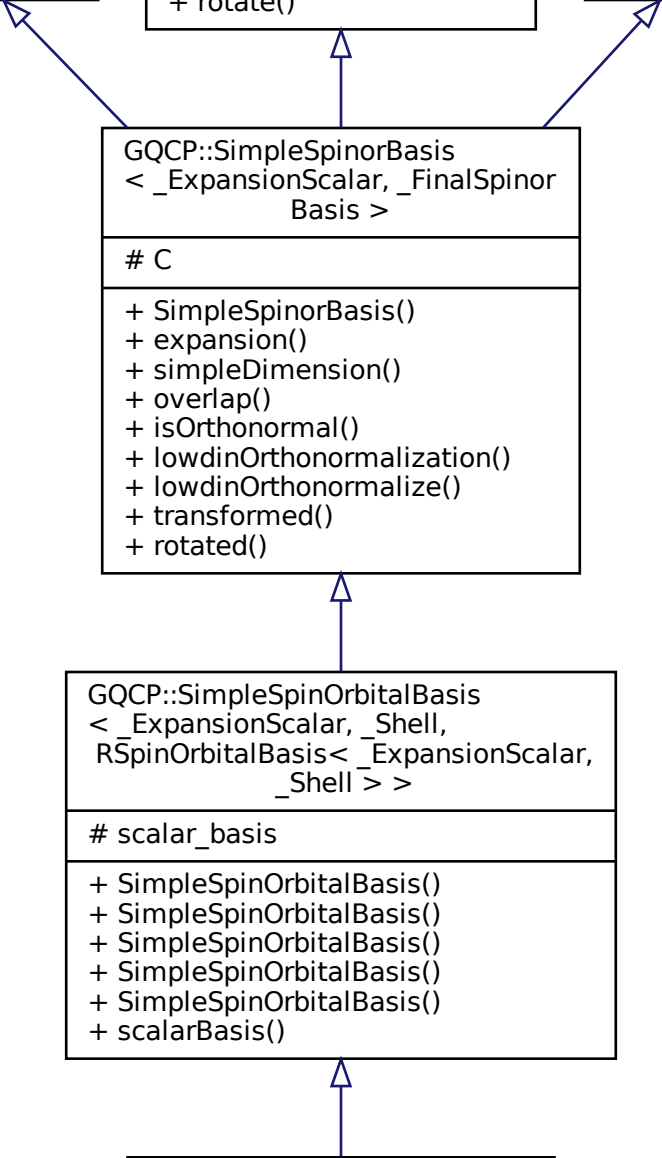 + rotate()
GQCP::SimpleSpinorBasis
< _ExpansionScalar, _FinalSpinor
Basis >
# C
+ SimpleSpinorBasis()
+ expansion()
+ simpleDimension()
+ overlap()
+ isOrthonormal()
+ lowdinOrthonormalization()
+ lowdinOrthonormalize()
+ transformed()
+ rotated()
GQCP::SimpleSpinOrbitalBasis
< _ExpansionScalar, _Shell,
RSpinOrbitalBasis< _ExpansionScalar,
_Shell > >
# scalar_basis
+ SimpleSpinOrbitalBasis()
+ SimpleSpinOrbitalBasis()
+ SimpleSpinOrbitalBasis()
+ SimpleSpinOrbitalBasis()
+ SimpleSpinOrbitalBasis()
+ scalarBasis()